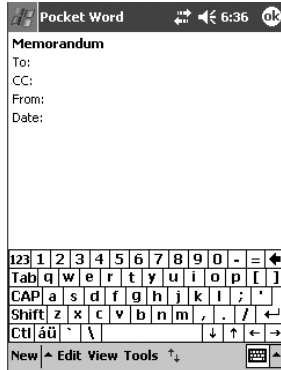 Pocket Word 6:36 ok
Memorandum
To:
CC:
From:
Date:
123 1 2 3 4 5 6 7 8 9 0 - =
Tab q w e r t y u i o p [ ]
CAP a s d f g h j k l ; '
Shift z x c v b n m , . /
Ctl áü ` \
New Edit View Tools